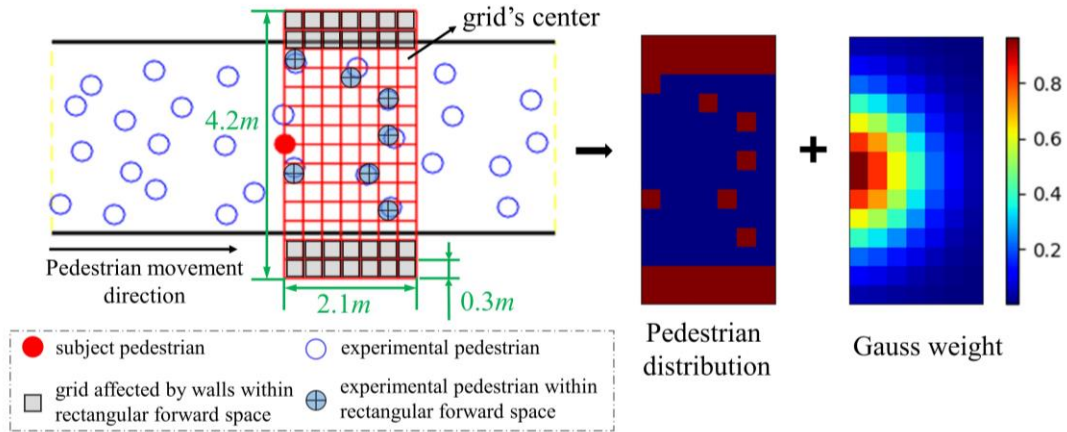 grid's center
4.2m
Pedestrian movement
direction
2.1m
0.3m
Pedestrian
distribution
+
0.8
0.6
0.4
0.2
Gauss weight
subject pedestrian
experimental pedestrian
grid affected by walls within
rectangular forward space
experimental pedestrian within
rectangular forward space